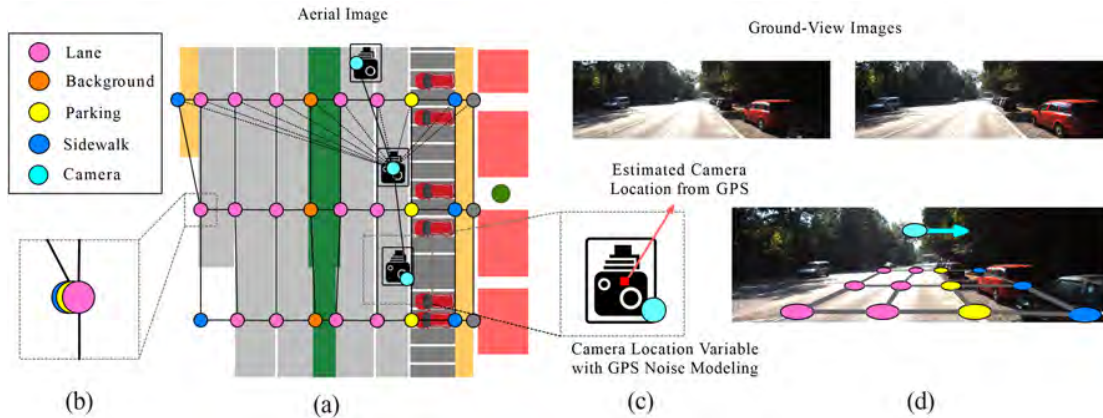 Aerial Image
Ground-View Images
Lane
Background
Parking
Sidewalk
Camera
Estimated Camera
Location from GPS
Camera Location Variable
with GPS Noise Modeling
(b)
(a)
(c)
(d)